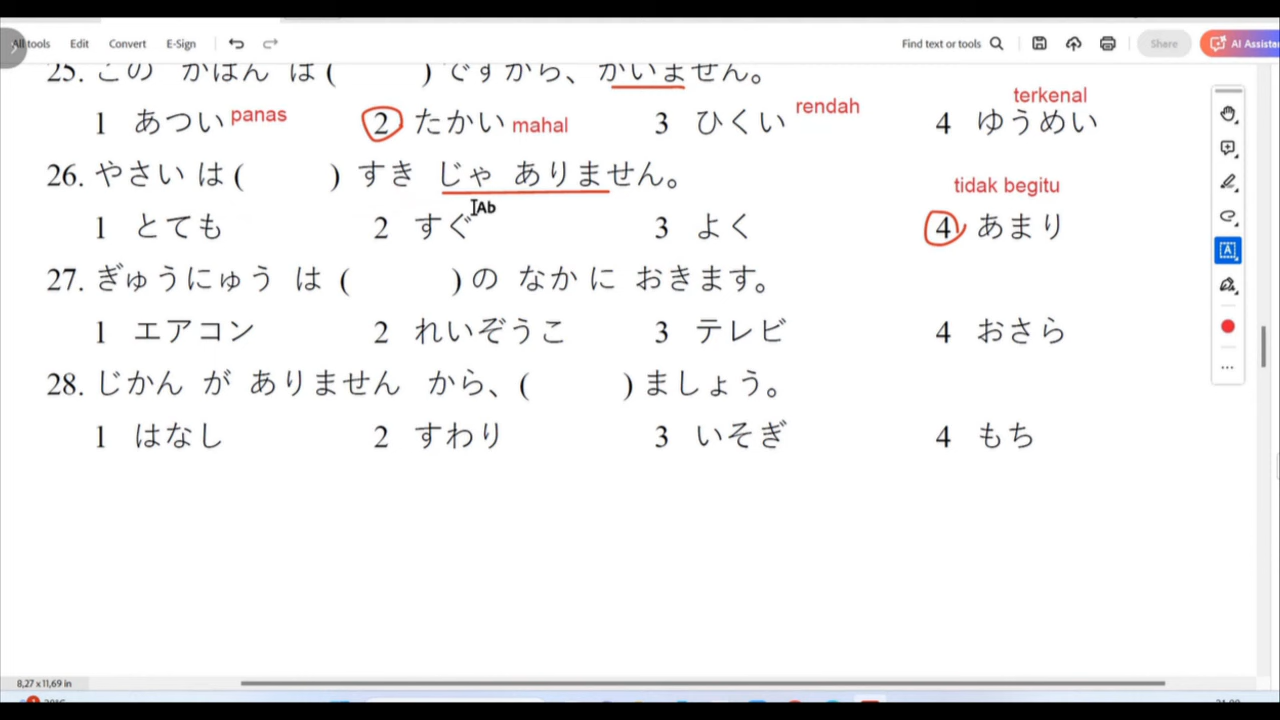 All tools Edit Convert E-Sign Find text or tools Share AI Assista
25. この かばん は( )ですから、かいません。
1 あつい panas 2 たかい mahal 3 ひくい rendah 4 ゆうめい terkenal
26. やさい は( )すき じゃ ありません。
1 とても 2 すぐ 3 よく 4 あまり tidak begitu
27. ぎゅうにゅう は( )の なか に おきます。
1 エアコン 2 れいぞうこ 3 テレビ 4 おさら
28. じかん が ありません から、( )ましょう。
1 はなし 2 すわり 3 いそぎ 4 もち
8,27 x 11,69 in